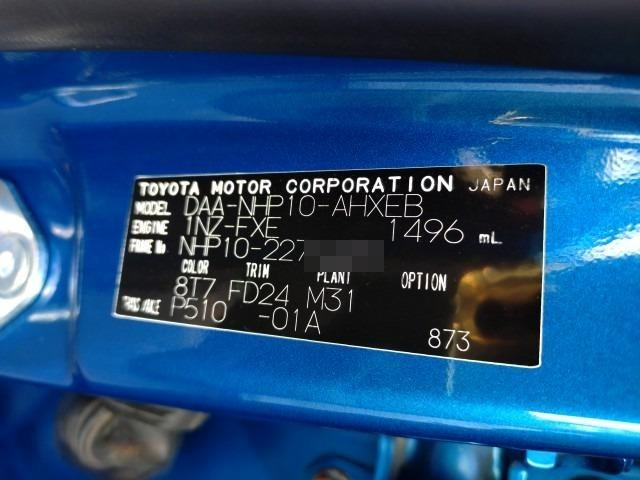 TOYOTA MOTOR CORPORATION JAPAN
MODEL DAA-NHP10-AHXEB
ENGINE 1NZ-FXE 1496 mL
FRAME No NHP10-227
COLOR TRIM PLANT OPTION
8T7 FD24 M31
TRANS/AXLE P510 -01A
873